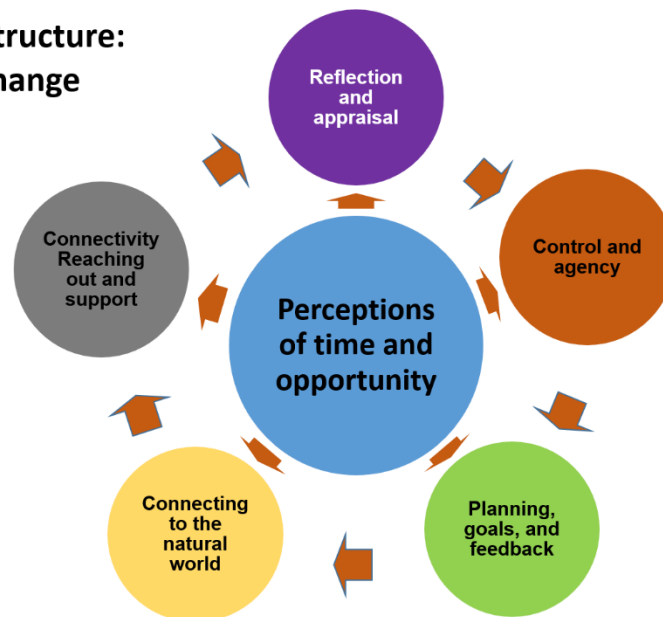 tructure:
hange
Reflection
and
appraisal
Control and
agency
Planning,
goals, and
feedback
Connecting
to the
natural
world
Connectivity
Reaching
out and
support
Perceptions
of time and
opportunity